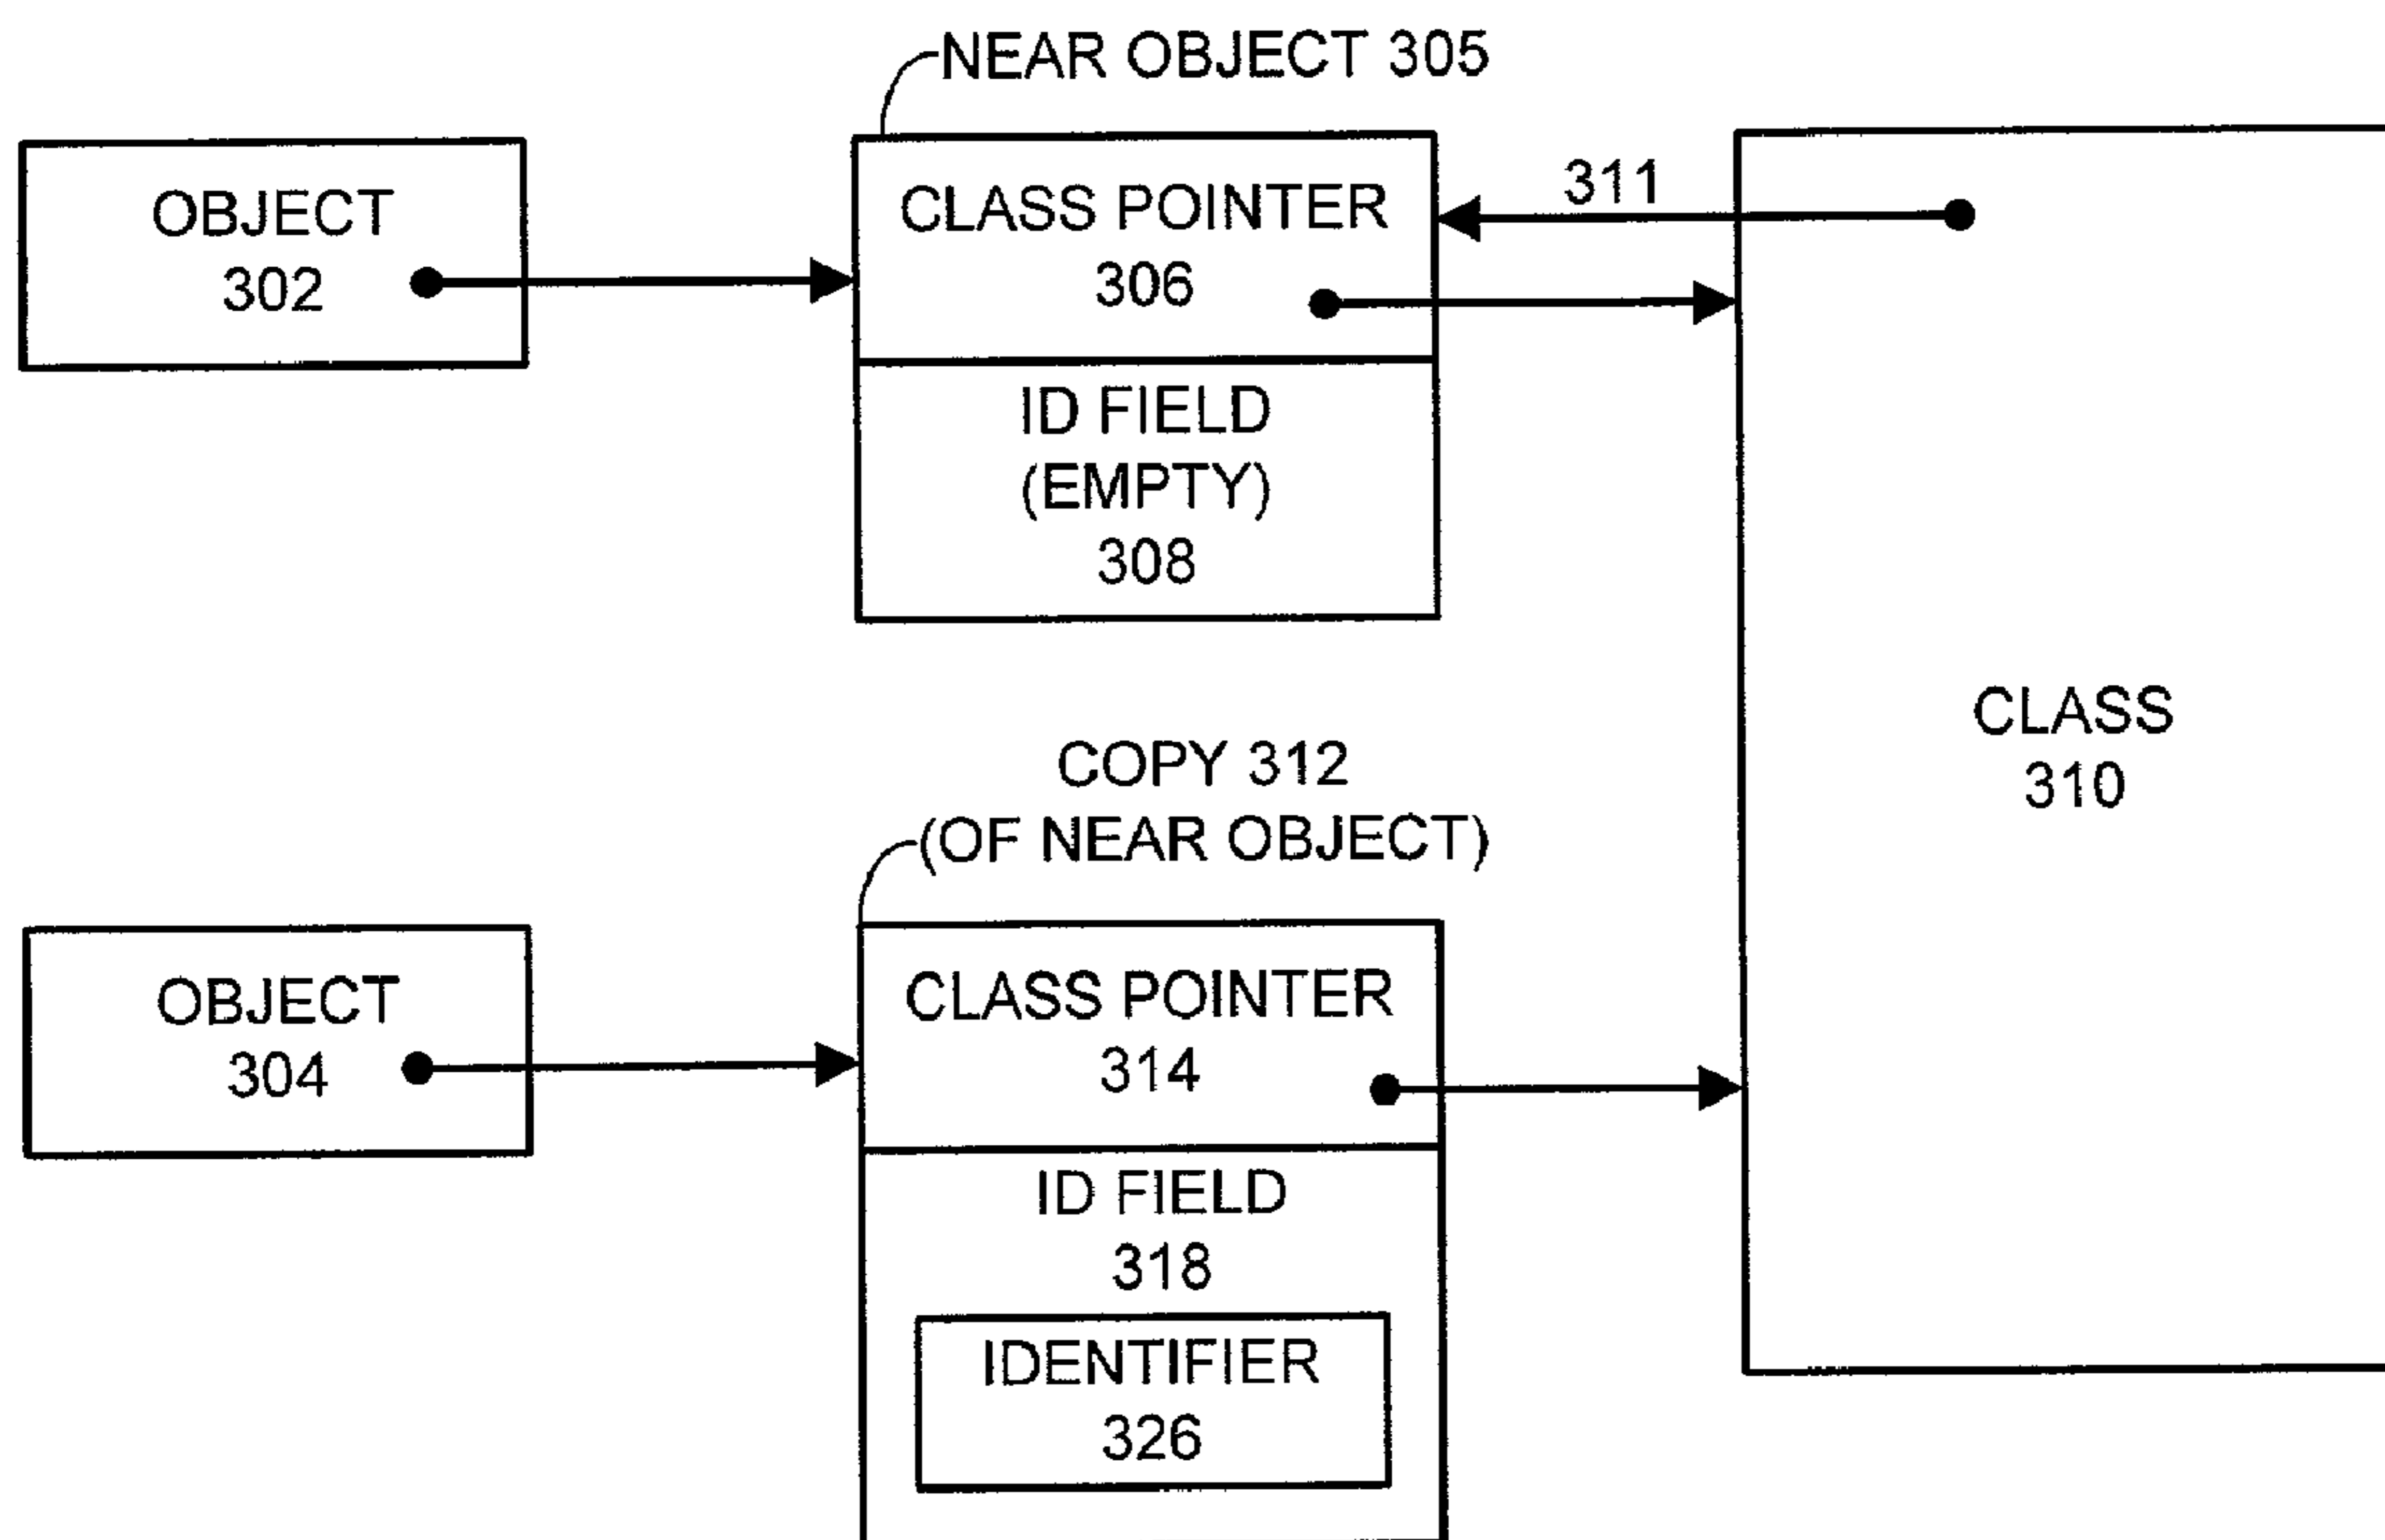 NEAR OBJECT 305
OBJECT
302
CLASS POINTER
306
311
ID FIELD
(EMPTY)
308
CLASS
310
COPY 312
(OF NEAR OBJECT)
OBJECT
304
CLASS POINTER
314
ID FIELD
318
IDENTIFIER
326